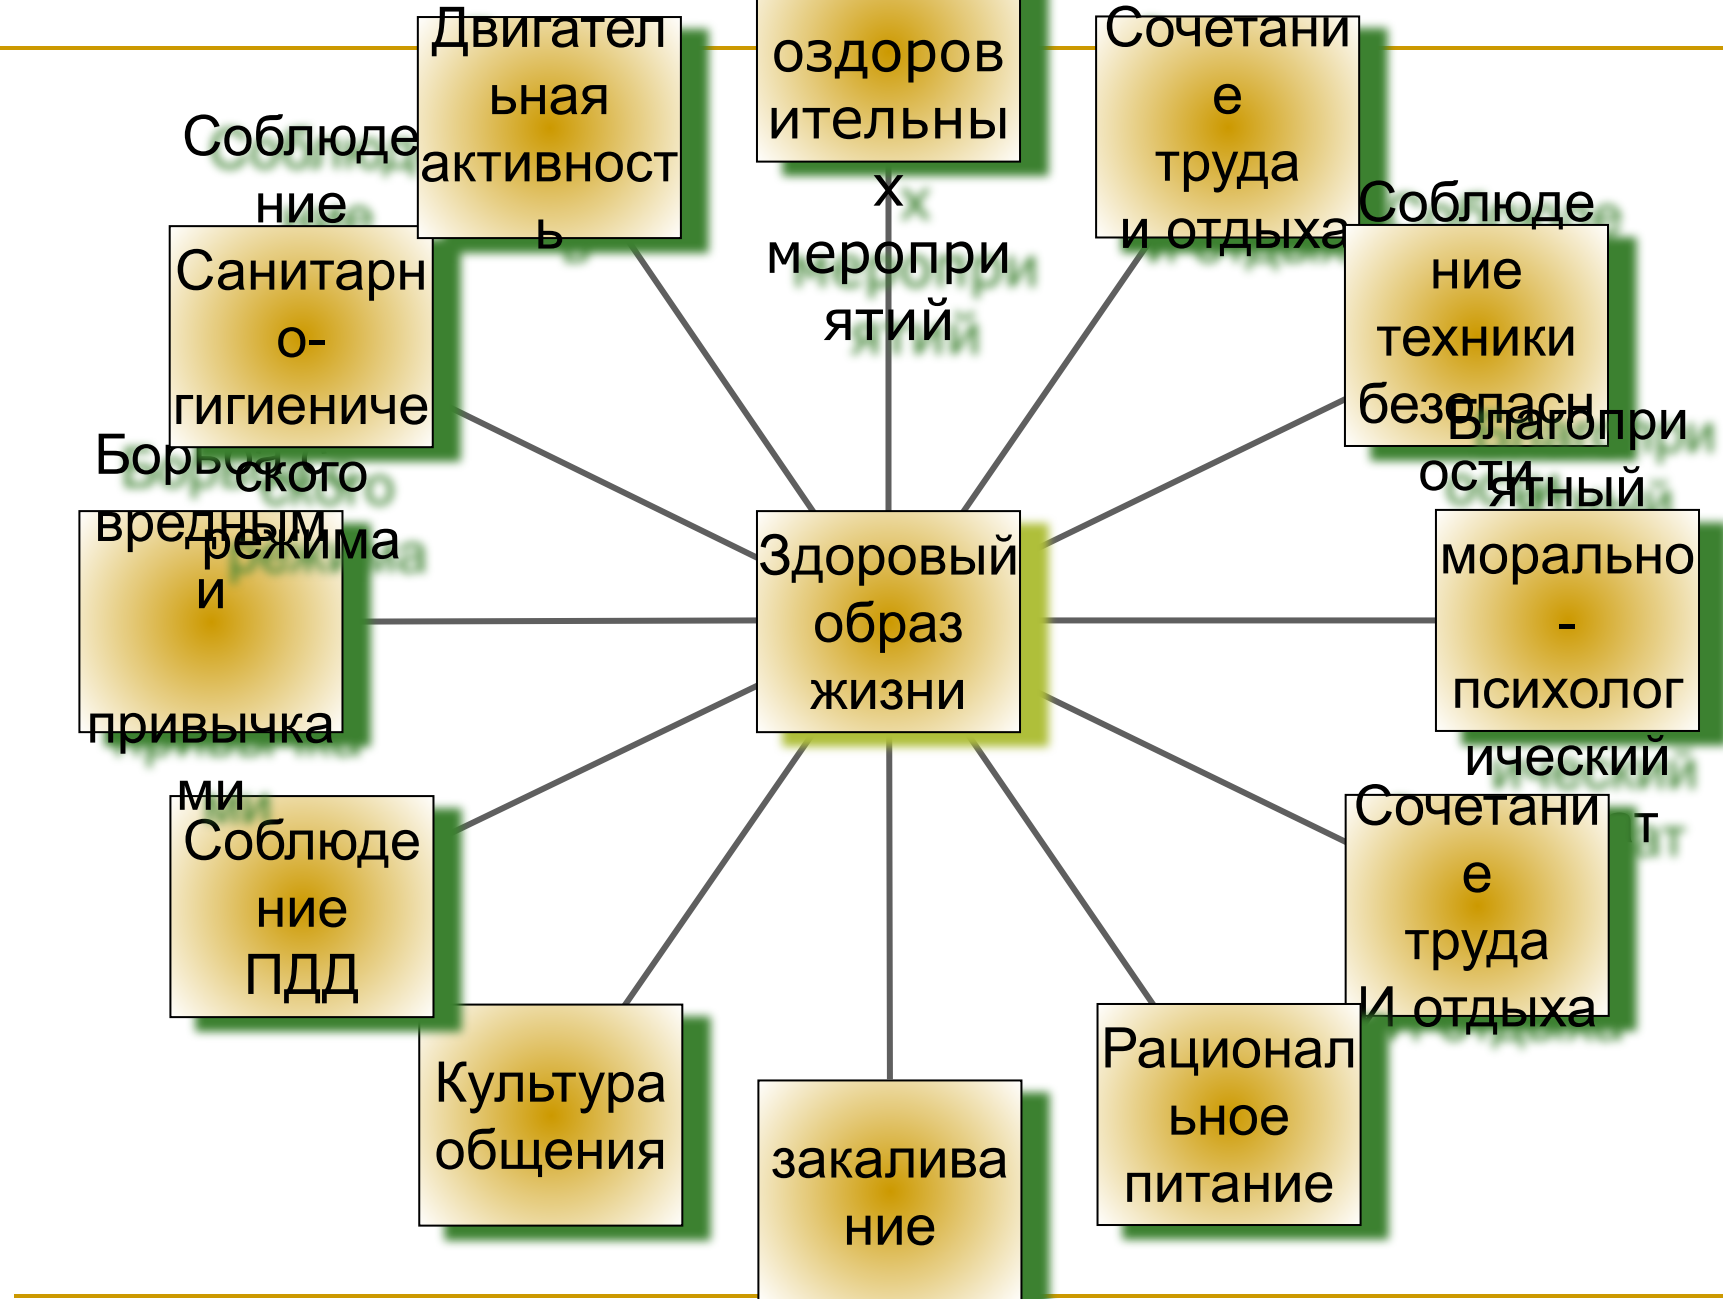 оздоров
ительны
х
меропри
ятий
Сочетани
е
труда
и отдыха
Соблюде
ние
техники
безопасн
ости
Благопри
ятный
морально
-
психолог
ический
т
Сочетани
е
труда
И отдыха
Рационал
ьное
питание
закалива
ние
Культура
общения
Соблюде
ние
ПДД
Борьба с
вредным
и
привычка
ми
Соблюде
ние
Санитарн
о-
гигиениче
ского
режима
Двигател
ьная
активност
ь
Здоровый
образ
жизни